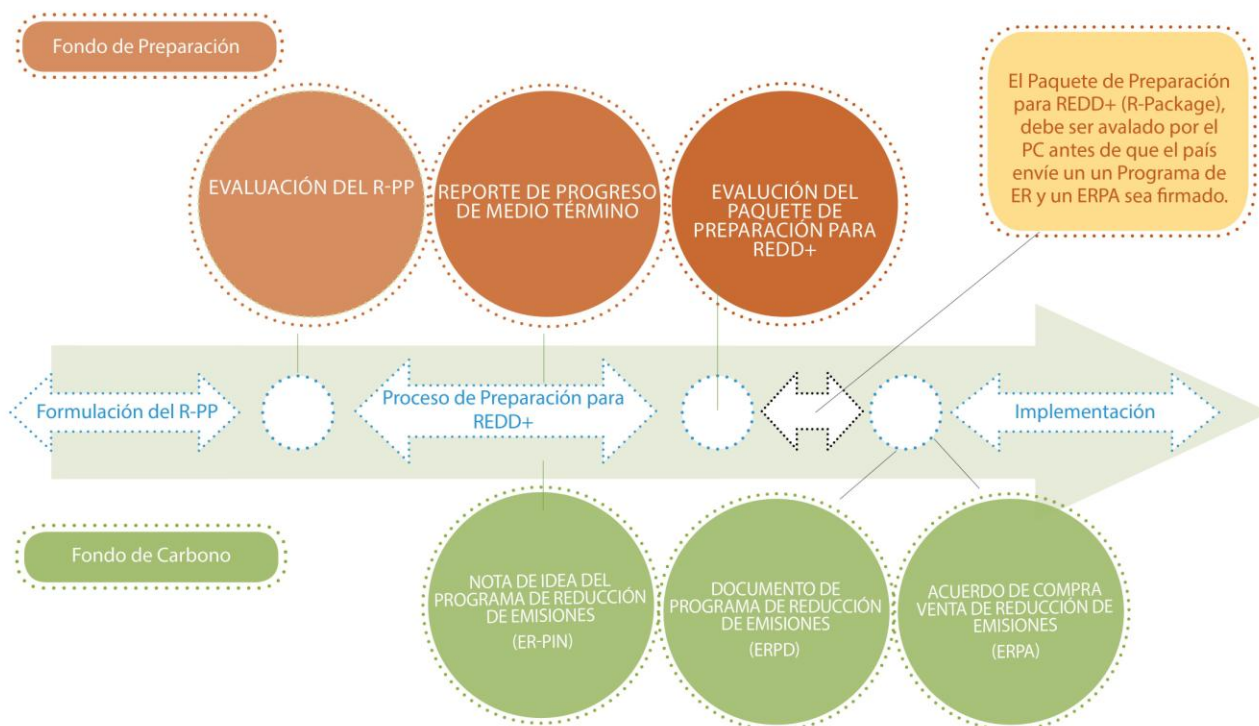 Fondo de Preparación
El Paquete de Preparación
para REDD+ (R-Package),
debe ser avalado por el
PC antes de que el país
envíe un un Programa de
ER y un ERPA sea firmado.
EVALUACIÓN DEL R-PP
REPORTE DE PROGRESO
DE MEDIO TÉRMINO
EVALUCIÓN DEL
PAQUETE DE
PREPARACIÓN PARA
REDD+
Formulación del R-PP
Proceso de Preparación para
REDD+
Implementación
Fondo de Carbono
NOTA DE IDEA DEL
PROGRAMA DE REDUCCIÓN
DE EMISIONES
(ER-PIN)
DOCUMENTO DE
PROGRAMA DE REDUCCIÓN
DE EMISIONES
(ERPD)
ACUERDO DE COMPRA
VENTA DE REDUCCIÓN DE
EMISIONES
(ERPA)